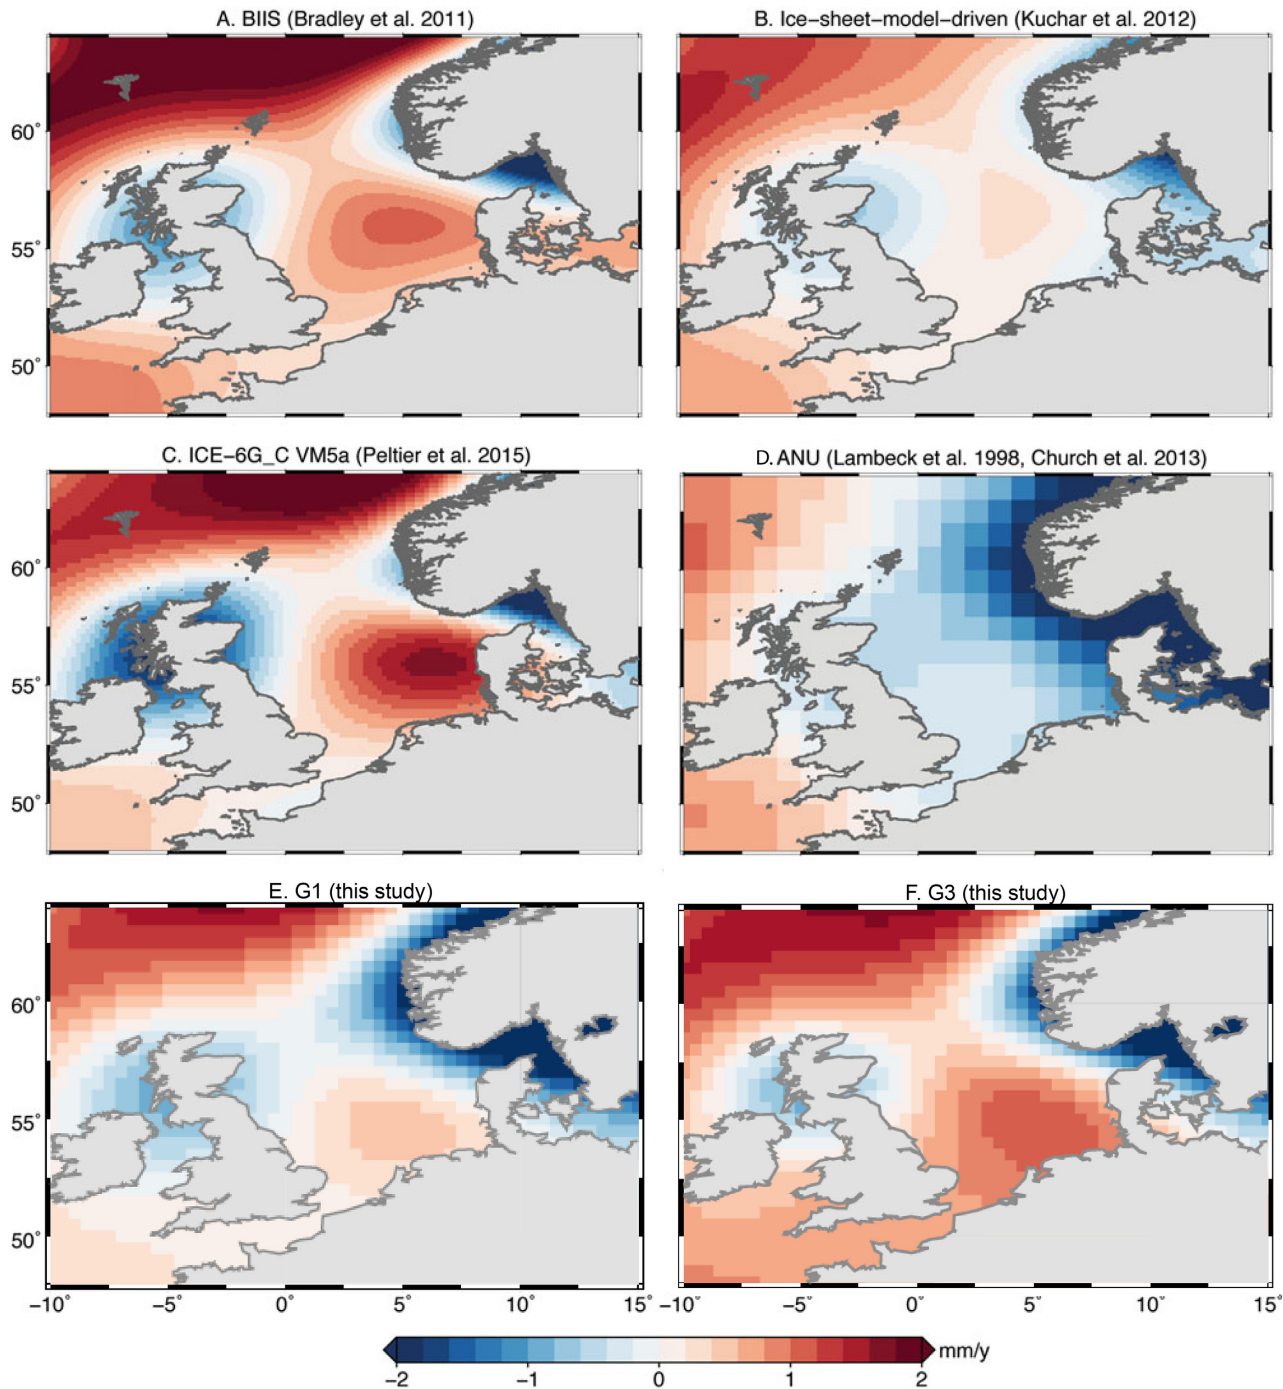 A. BIIS (Bradley et al. 2011)
B. Ice-sheet-model-driven (Kuchar et al. 2012)
60°
55°
50°
C. ICE-6G_C VM5a (Peltier et al. 2015)
D. ANU (Lambeck et al. 1998, Church et al. 2013)
60°
55°
50°
E. G1 (this study)
F. G3 (this study)
60°
55°
50°
-10° -5° 0° 5° 10° 15°
-10° -5° 0° 5° 10° 15°
mm/y
-2 -1 0 1 2